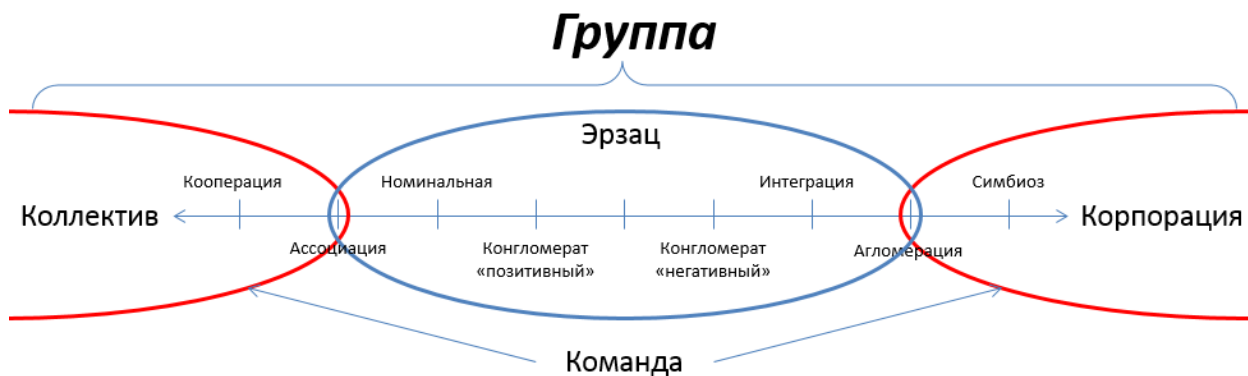 Группа
Эрзац
Кооперация
Номинальная
Интеграция
Симбиоз
Коллектив
Корпорация
Ассоциация
Конгломерат
«позитивный»
Конгломерат
«негативный»
Агломерация
Команда